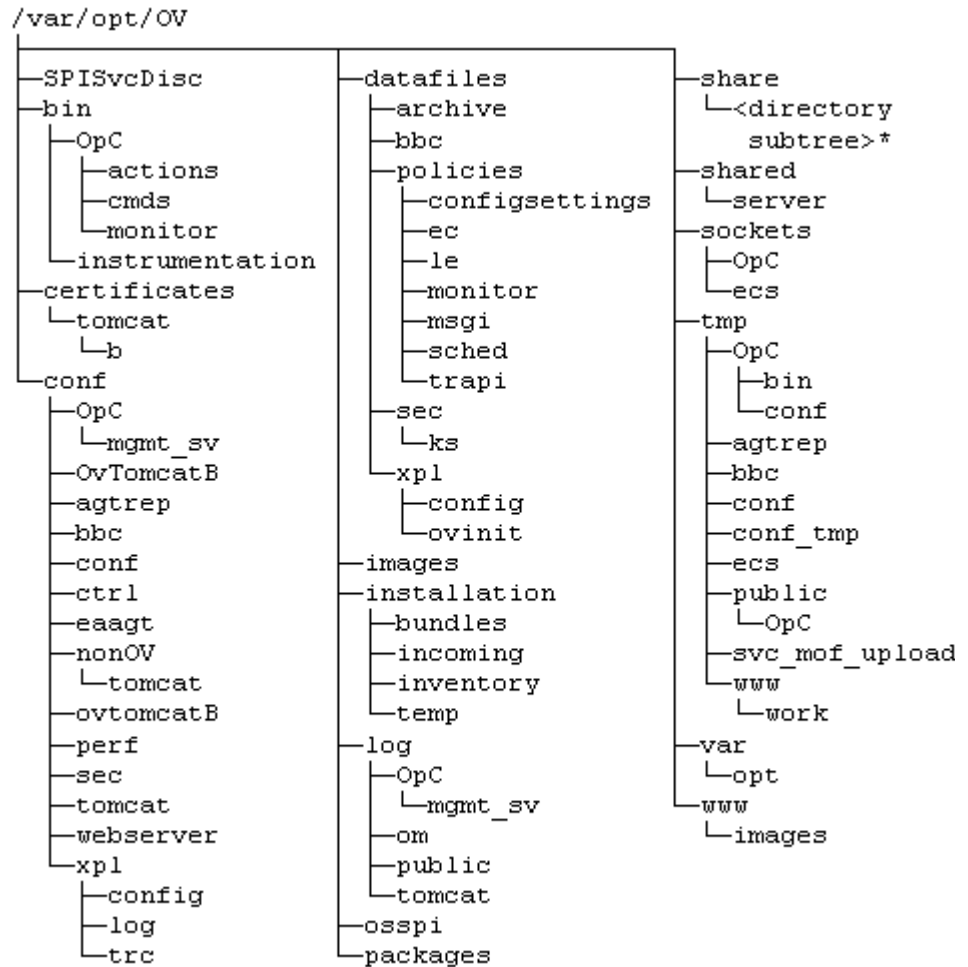 /var/opt/OV
SPISvcDisc
bin
OpC
actions
cmds
monitor
instrumentation
certificates
tomcat
b
conf
OpC
mgmt_sv
OvTomcatB
agtrep
bbc
conf
ctrl
eaagt
nonOV
tomcat
ovtomcatB
perf
sec
tomcat
webserver
xpl
config
log
trc
datafiles
archive
bbc
policies
configsettings
ec
le
monitor
msgi
sched
trapi
sec
ks
xpl
config
ovinit
images
installation
bundles
incoming
inventory
temp
log
OpC
mgmt_sv
om
public
tomcat
osspi
packages
share
<directory
subtree>*
shared
server
sockets
OpC
ecs
tmp
OpC
bin
conf
agtrep
bbc
conf
conf_tmp
ecs
public
OpC
svc_mof_upload
www
work
var
opt
www
images